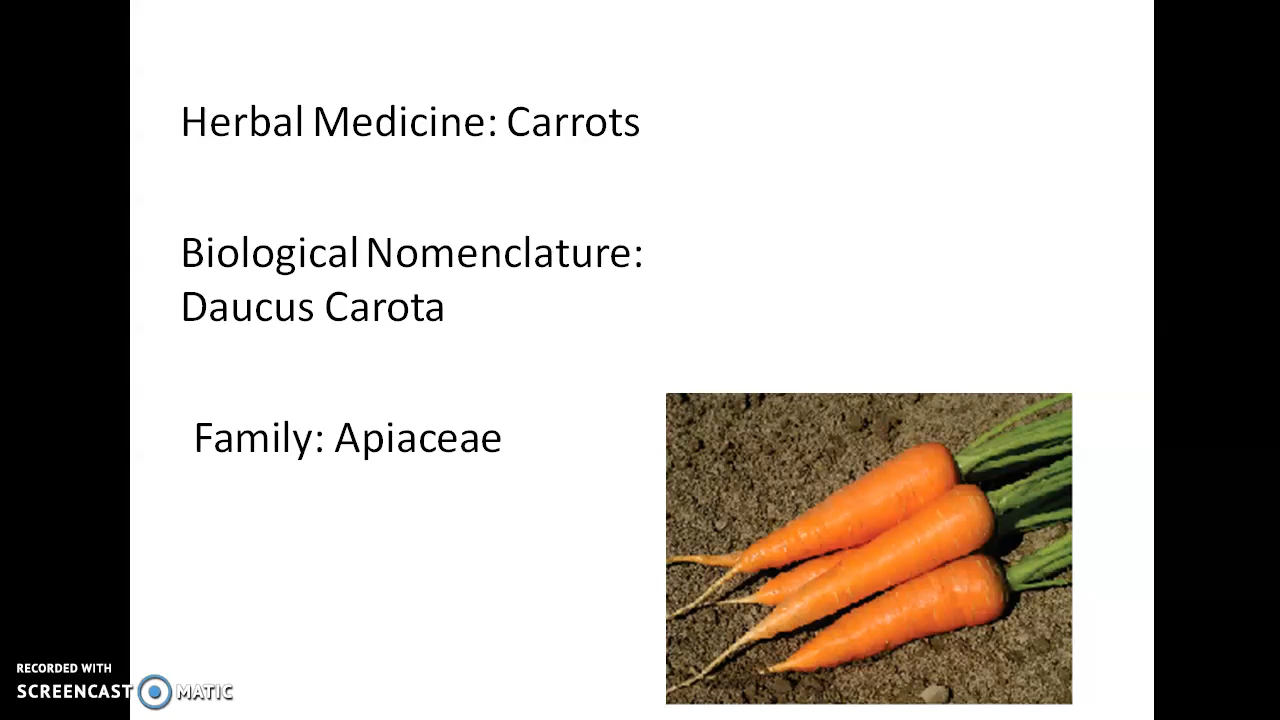 Herbal Medicine: Carrots
Biological Nomenclature:
Daucus Carota
Family: Apiaceae
RECORDED WITH
SCREENCAST MATIC